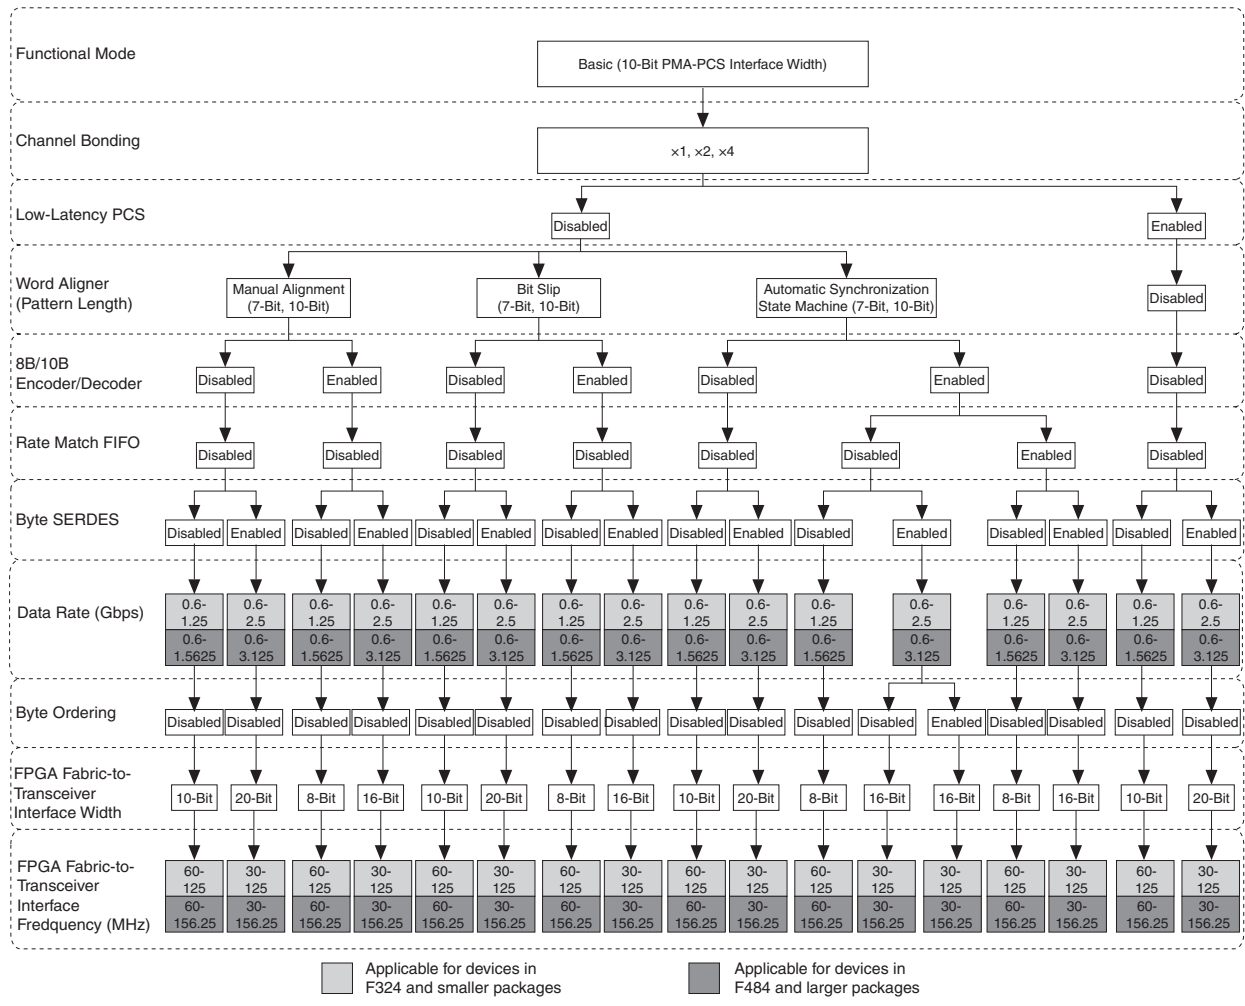 Functional Mode
Basic (10-Bit PMA-PCS Interface Width)
Channel Bonding
×1, ×2, ×4
Low-Latency PCS
Disabled Enabled
Word Aligner
(Pattern Length)
Manual Alignment
(7-Bit, 10-Bit)
Bit Slip
(7-Bit, 10-Bit)
Automatic Synchronization
State Machine (7-Bit, 10-Bit)
Disabled
8B/10B
Encoder/Decoder
Disabled Enabled Disabled Enabled Disabled Enabled Disabled
Rate Match FIFO
Disabled Disabled Disabled Disabled Disabled Disabled Enabled Disabled
Byte SERDES
Disabled Enabled Disabled Enabled Disabled Enabled Disabled Enabled Disabled Enabled Disabled Enabled Disabled Enabled Disabled Enabled
Data Rate (Gbps)
0.6- 0.6- 0.6- 0.6- 0.6- 0.6- 0.6- 0.6- 0.6- 0.6- 0.6- 0.6- 0.6- 0.6- 0.6- 0.6-
1.25 2.5 1.25 2.5 1.25 2.5 1.25 2.5 1.25 2.5 1.25 2.5 1.25 2.5 1.25 2.5
0.6- 0.6- 0.6- 0.6- 0.6- 0.6- 0.6- 0.6- 0.6- 0.6- 0.6- 0.6- 0.6- 0.6- 0.6- 0.6-
1.5625 3.125 1.5625 3.125 1.5625 3.125 1.5625 3.125 1.5625 3.125 1.5625 3.125 1.5625 3.125 1.5625 3.125
Byte Ordering
Disabled Disabled Disabled Disabled Disabled Disabled Disabled Disabled Disabled Disabled Disabled Disabled Enabled Disabled Disabled Disabled Disabled
FPGA Fabric-to-
Transceiver
Interface Width
10-Bit 20-Bit 8-Bit 16-Bit 10-Bit 20-Bit 8-Bit 16-Bit 10-Bit 20-Bit 8-Bit 16-Bit 16-Bit 8-Bit 16-Bit 10-Bit 20-Bit
FPGA Fabric-to-
Transceiver
Interface
Fredquency (MHz)
60- 30- 60- 30- 60- 30- 60- 30- 60- 30- 60- 30- 30- 60- 30- 60- 30-
125 125 125 125 125 125 125 125 125 125 125 125 125 125 125 125 125
60- 30- 60- 30- 60- 30- 60- 30- 60- 30- 60- 30- 30- 60- 30- 60- 30-
156.25 156.25 156.25 156.25 156.25 156.25 156.25 156.25 156.25 156.25 156.25 156.25 156.25 156.25 156.25 156.25 156.25
Applicable for devices in
F324 and smaller packages
Applicable for devices in
F484 and larger packages